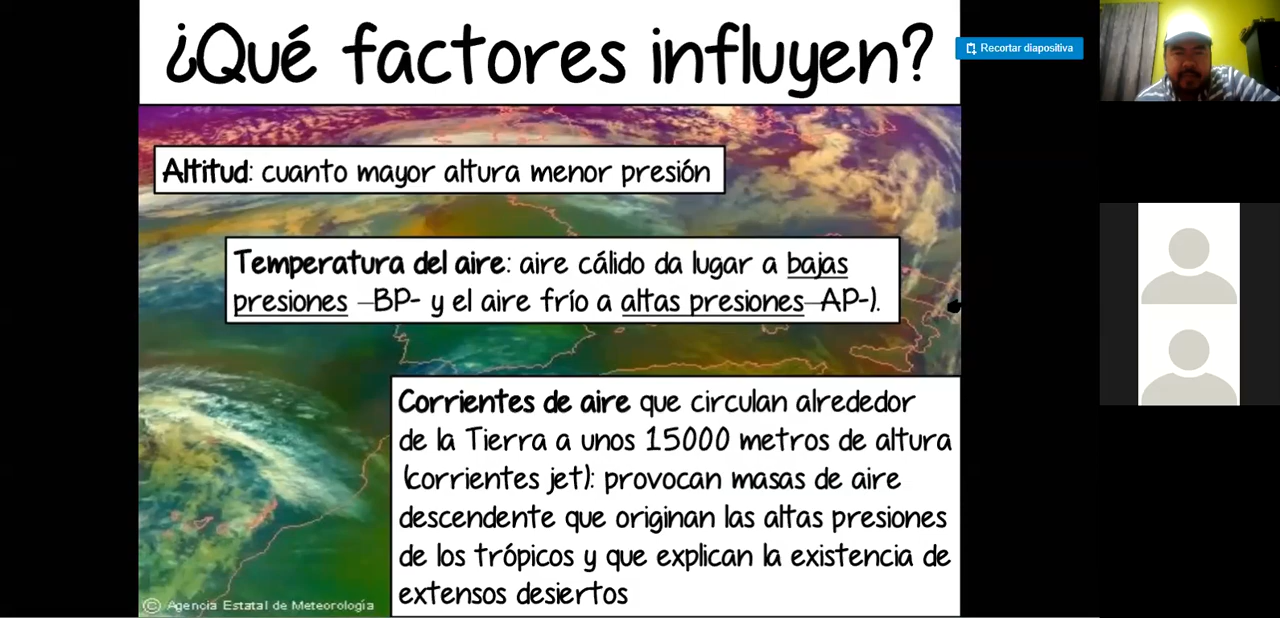 ¿Qué factores influyen?
Recortar diapositiva
Altitud: cuanto mayor altura menor presión
Temperatura del aire: aire cálido da lugar a bajas
presiones -BP- y el aire frío a altas presiones-AP-).
Corrientes de aire que circulan alrededor
de la Tierra a unos 15000 metros de altura
(corrientes jet): provocan masas de aire
descendente que originan las altas presiones
de los trópicos y que explican la existencia de
extensos desiertos
© Agencia Estatal de Meteorología